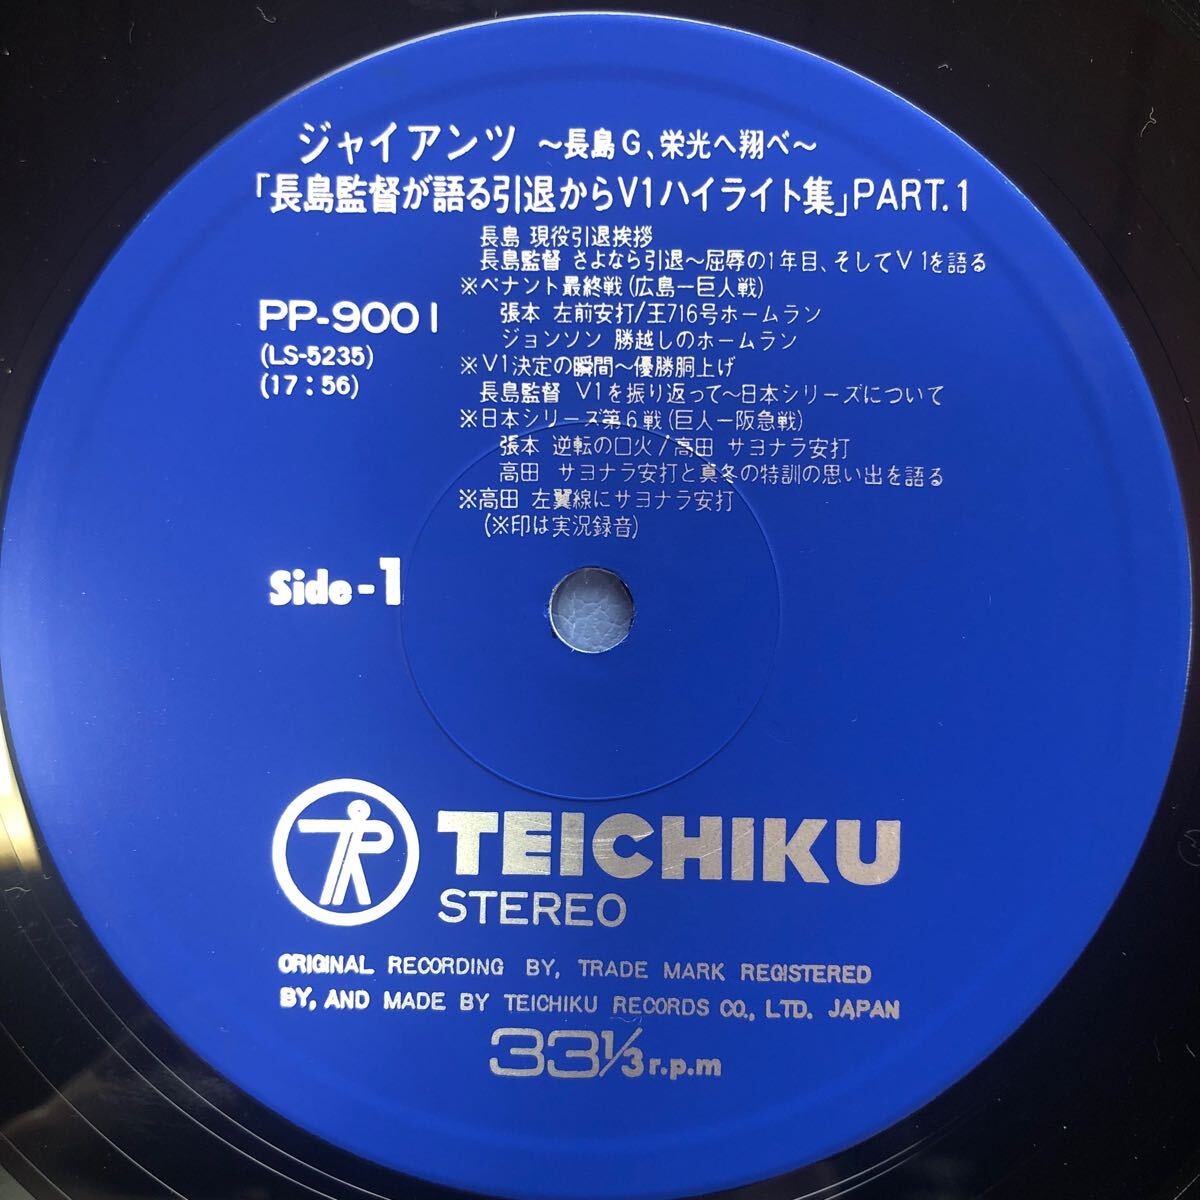 ジャイアンツ ～長島G、栄光へ翔べ～
「長島監督が語る引退からV1ハイライト集」PART.1
長島 現役引退挨拶
長島監督 さよなら引退～屈辱の1年目、そしてV1を語る
※ペナント最終戦(広島ー巨人戦)
PP-9001
張本 左前安打/王716号ホームラン
(LS-5235)
ジョンソン 勝越しのホームラン
(17:56)
※V1決定の瞬間～優勝胴上げ
長島監督 V1を振り返って～日本シリーズについて
※日本シリーズ第6戦(巨人ー阪急戦)
張本 逆転の口火/高田 サヨナラ安打
高田 サヨナラ安打と真冬の特訓の思い出を語る
※高田 左翼線にサヨナラ安打
(※印は実況録音)
Side-1
TEICHIKU
STEREO
ORIGINAL RECORDING BY, TRADE MARK REGISTERED
BY, AND MADE BY TEICHIKU RECORDS CO., LTD. JAPAN
33⅓ r.p.m